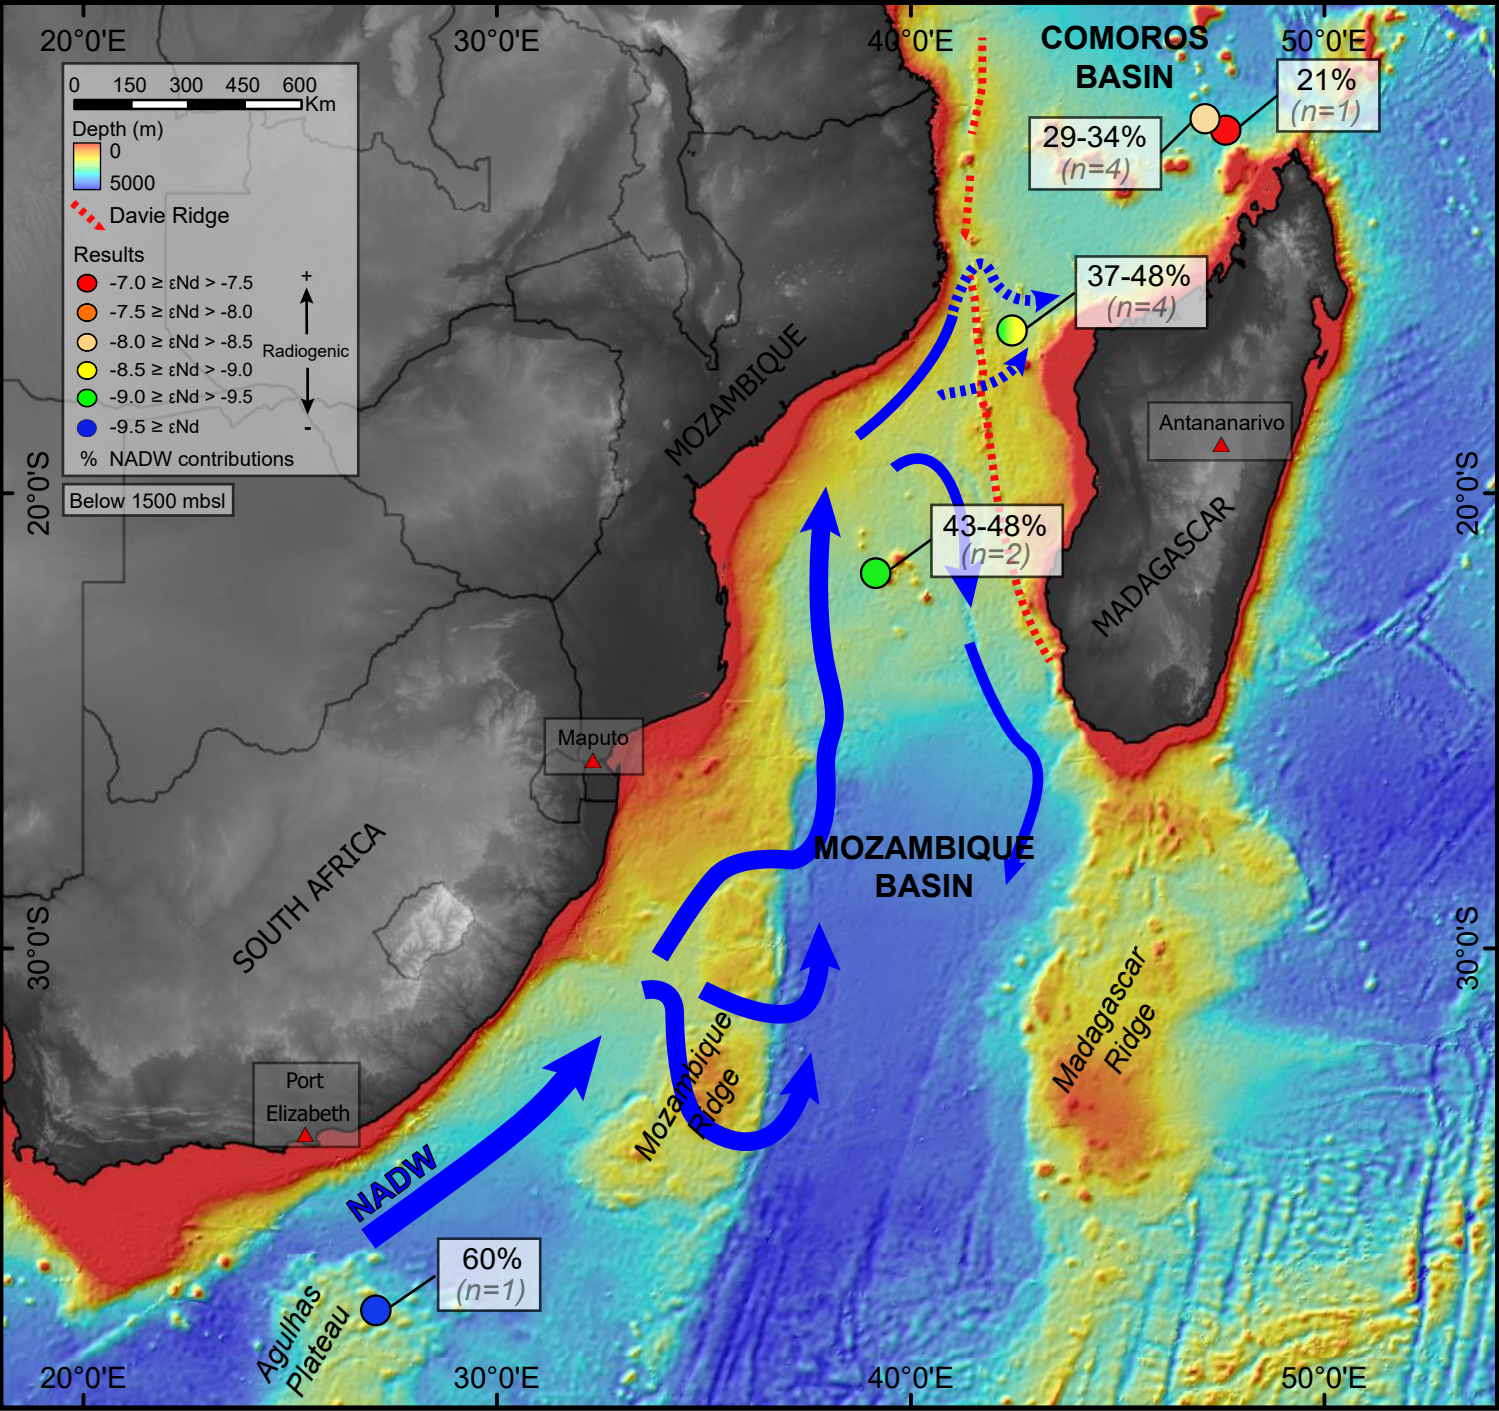 20°0'E
30°0'E
40°0'E
50°0'E
COMOROS
BASIN
0 150 300 450 600
Km
Depth (m)
0
5000
Davie Ridge
Results
-7.0 ≥ εNd > -7.5
-7.5 ≥ εNd > -8.0
-8.0 ≥ εNd > -8.5
-8.5 ≥ εNd > -9.0
-9.0 ≥ εNd > -9.5
-9.5 ≥ εNd
+
Radiogenic
-
% NADW contributions
Below 1500 mbsl
21%
(n=1)
29-34%
(n=4)
37-48%
(n=4)
MOZAMBIQUE
Antananarivo
20°0'S
20°0'S
43-48%
(n=2)
MADAGASCAR
Maputo
SOUTH AFRICA
MOZAMBIQUE
BASIN
30°0'S
30°0'S
Madagascar
Ridge
Mozambique
Ridge
Port
Elizabeth
NADW
60%
(n=1)
Agulhas
Plateau
20°0'E
30°0'E
40°0'E
50°0'E